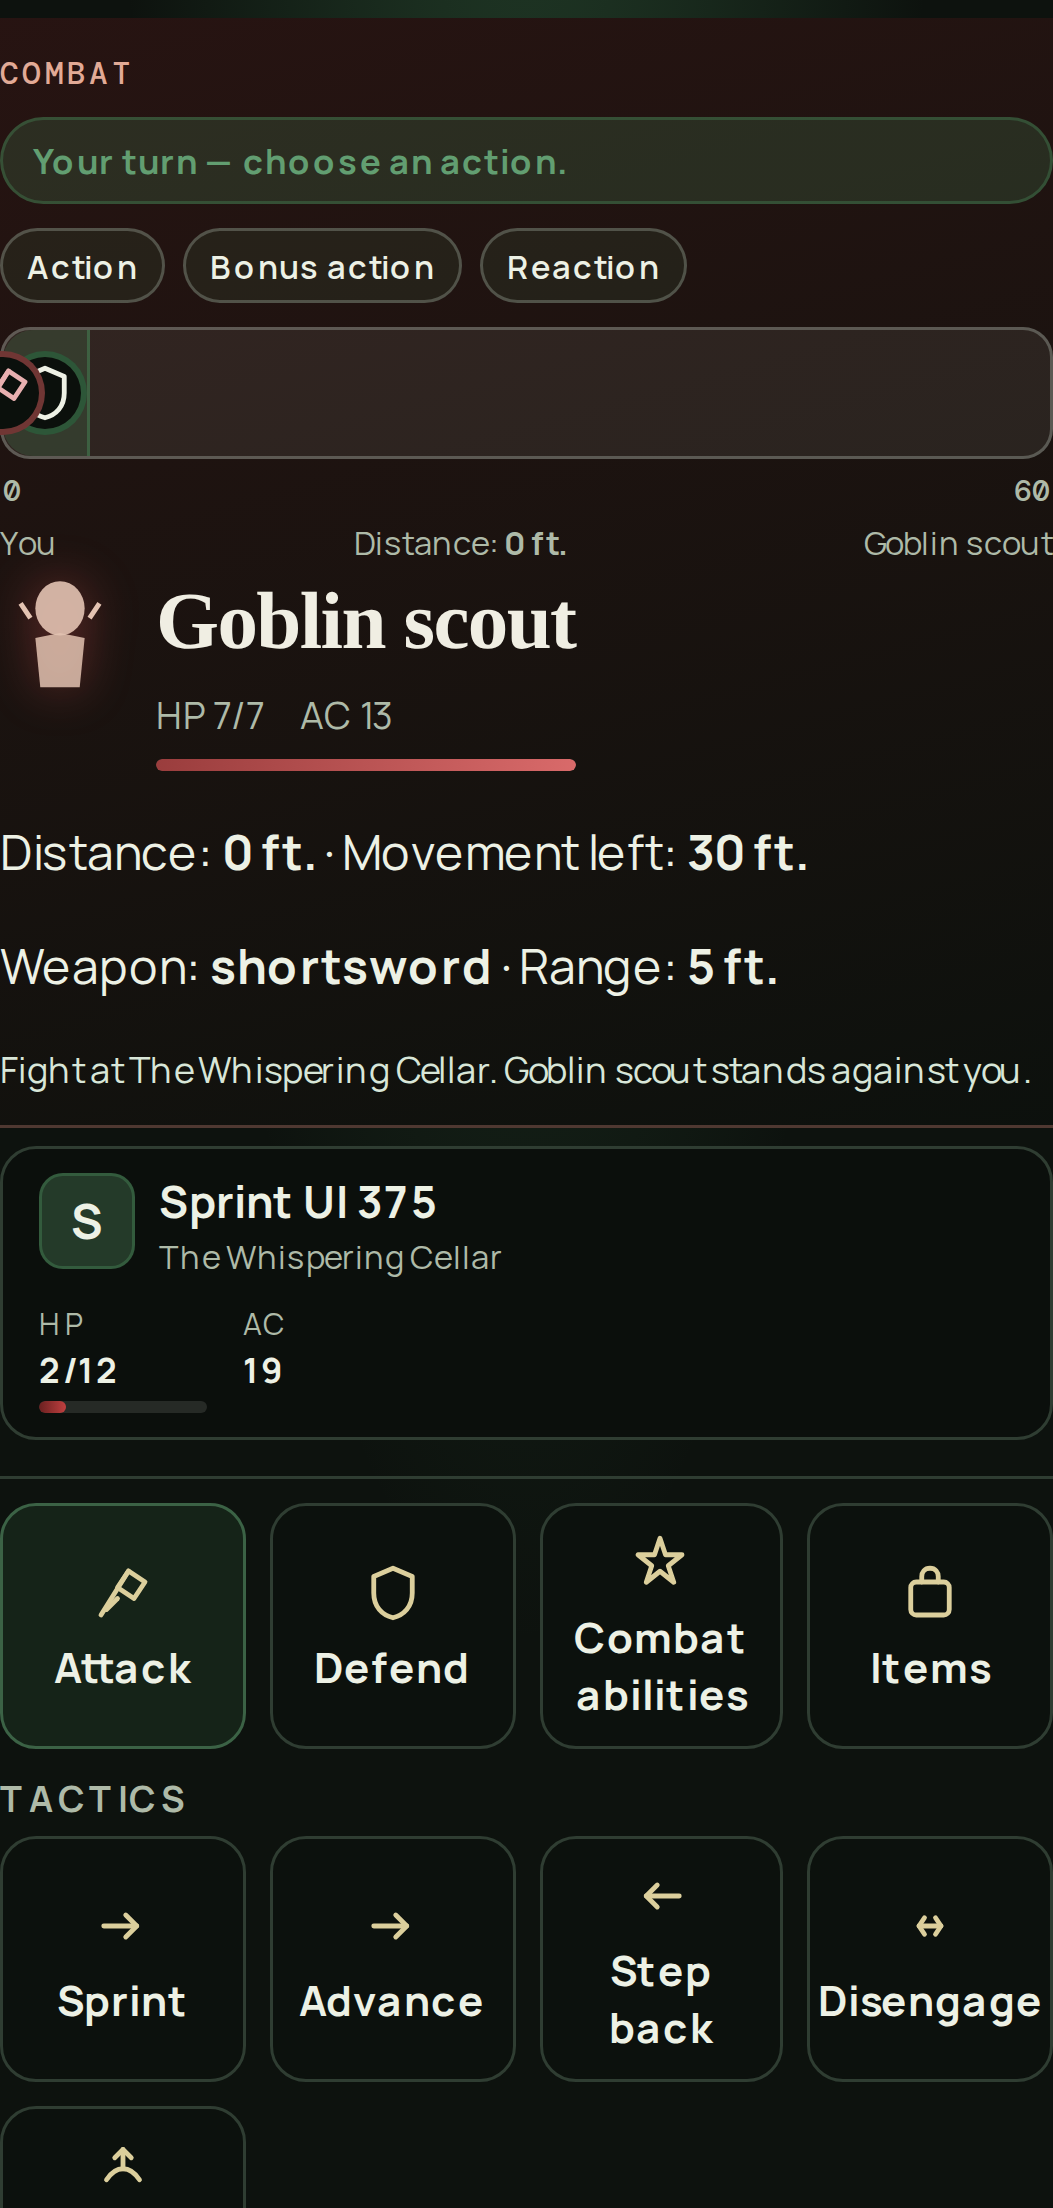 COMBAT
Your turn — choose an action.
Action Bonus action Reaction
0 60
You Distance: 0 ft. Goblin scout
Goblin scout
HP 7/7 AC 13
Distance: 0 ft. · Movement left: 30 ft.
Weapon: shortsword · Range: 5 ft.
Fight at The Whispering Cellar. Goblin scout stands against you.
S
Sprint UI 375
The Whispering Cellar
HP AC
2/12 19
Attack Defend Combat abilities Items
TACTICS
Sprint Advance Step back Disengage